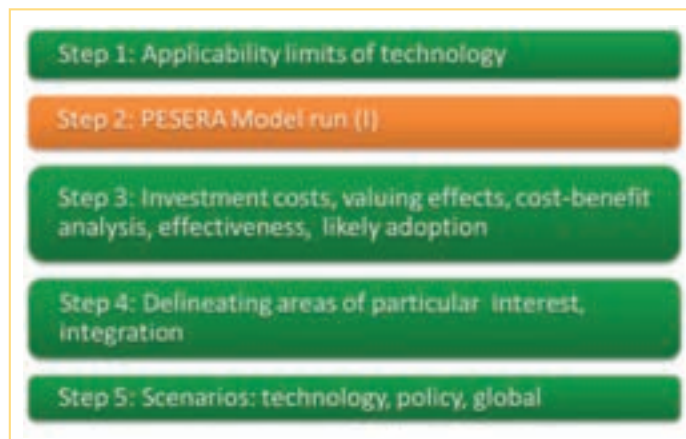 Step 1: Applicability limits of technology
Step 2: PESERA Model run (I)
Step 3: Investment costs, valuing effects, cost-benefit
analysis, effectiveness, likely adoption
Step 4: Delineating areas of particular interest,
integration
Step 5: Scenarios: technology, policy, global